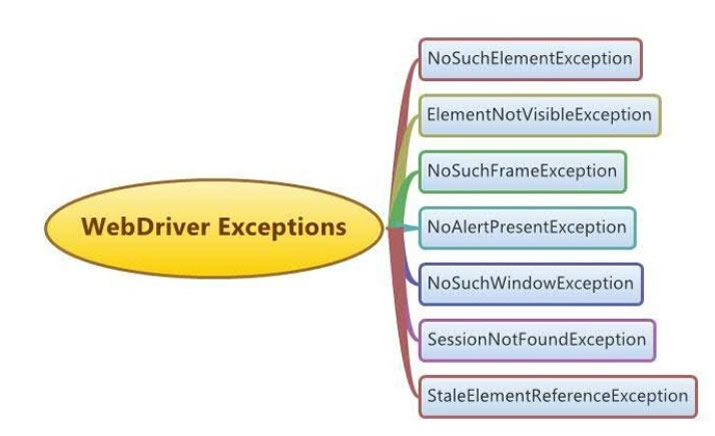 WebDriver Exceptions
NoSuchElementException
ElementNotVisibleException
NoSuchFrameException
NoAlertPresentException
NoSuchWindowException
SessionNotFoundException
StaleElementReferenceException